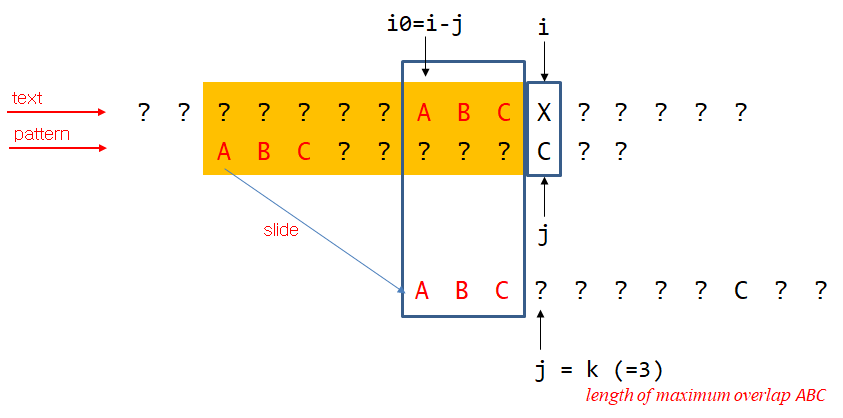 i0=i-j
i
text
? ? ? ? ? ? ? A B C X ? ? ? ? ?
pattern
A B C ? ? ? ? ? C ? ?
j
slide
A B C ? ? ? ? ? C ? ?
j = k (=3)
length of maximum overlap ABC